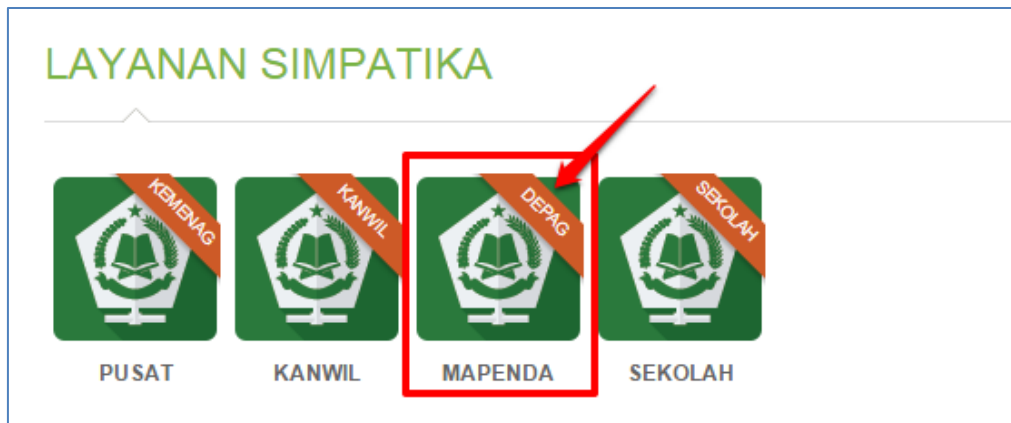 LAYANAN SIMPATIKA
KEMENAG
KANWIL
DEPAG
SEKOLAH
PUSAT
KANWIL
MAPENDA
SEKOLAH